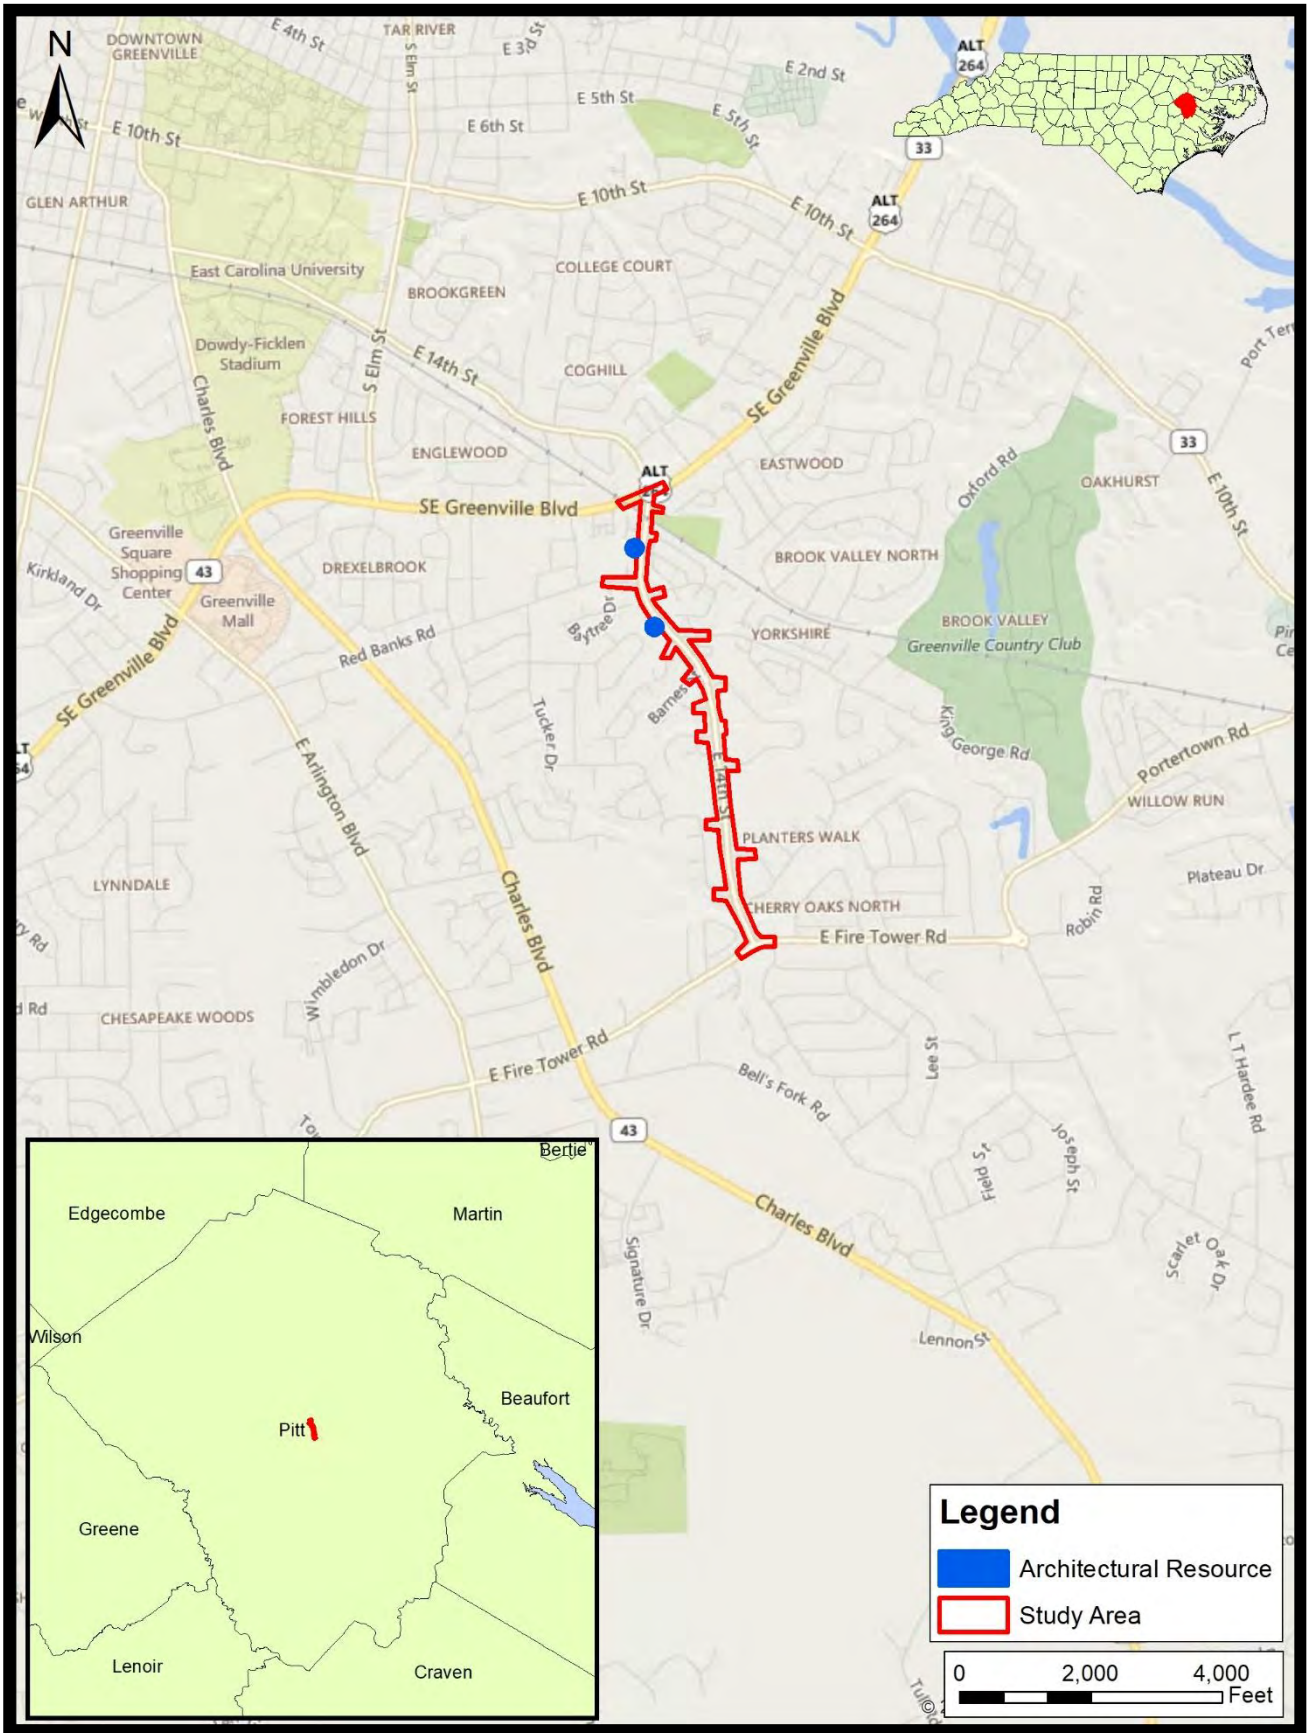 N
DOWNTOWN
GREENVILLE
E 4th St
TAR RIVER
S Elm St
E 3rd St
E 2nd St
ALT
264
E 5th St
E 5th St
E 6th St
E 10th St
33
E 10th St
ALT
264
E 10th St
GLEN ARTHUR
East Carolina University
COLLEGE COURT
BROOKGREEN
SE Greenville Blvd
Port Ter
Dowdy-Ficklen
Stadium
S Elm St
E 14th St
COGHILL
Charles Blvd
FOREST HILLS
ENGLEWOOD
EASTWOOD
ALT
33
Oxford Rd
OAKHURST
E 10th St
SE Greenville Blvd
Greenville
Square
Shopping
Center
43
Greenville
Mall
DREXELBROOK
BROOK VALLEY NORTH
Kirkland Dr
Baytree Dr
YORKSHIRE
BROOK VALLEY
Greenville Country Club
Pir
Ce
Red Banks Rd
SE Greenville Blvd
Barnes
Tucker Dr
King George Rd
Portertown Rd
LT
64
E Arlington Blvd
E 14th St
WILLOW RUN
PLANTERS WALK
LYNNDALE
Plateau Dr
Charles Blvd
CHERRY OAKS NORTH
Robin Rd
E Fire Tower Rd
ry Rd
Wimbledon Dr
d Rd
CHESAPEAKE WOODS
E Fire Tower Rd
Lee St
L T Hardee Rd
Bell's Fork Rd
43
Joseph St
Field St
Charles Blvd
Signature Dr
Scarlet Oak Dr
Lennon St
Bertie
Edgecombe
Martin
Wilson
Beaufort
Pitt
Greene
Lenoir
Craven
Legend
Architectural Resource
Study Area
0 2,000 4,000
Feet